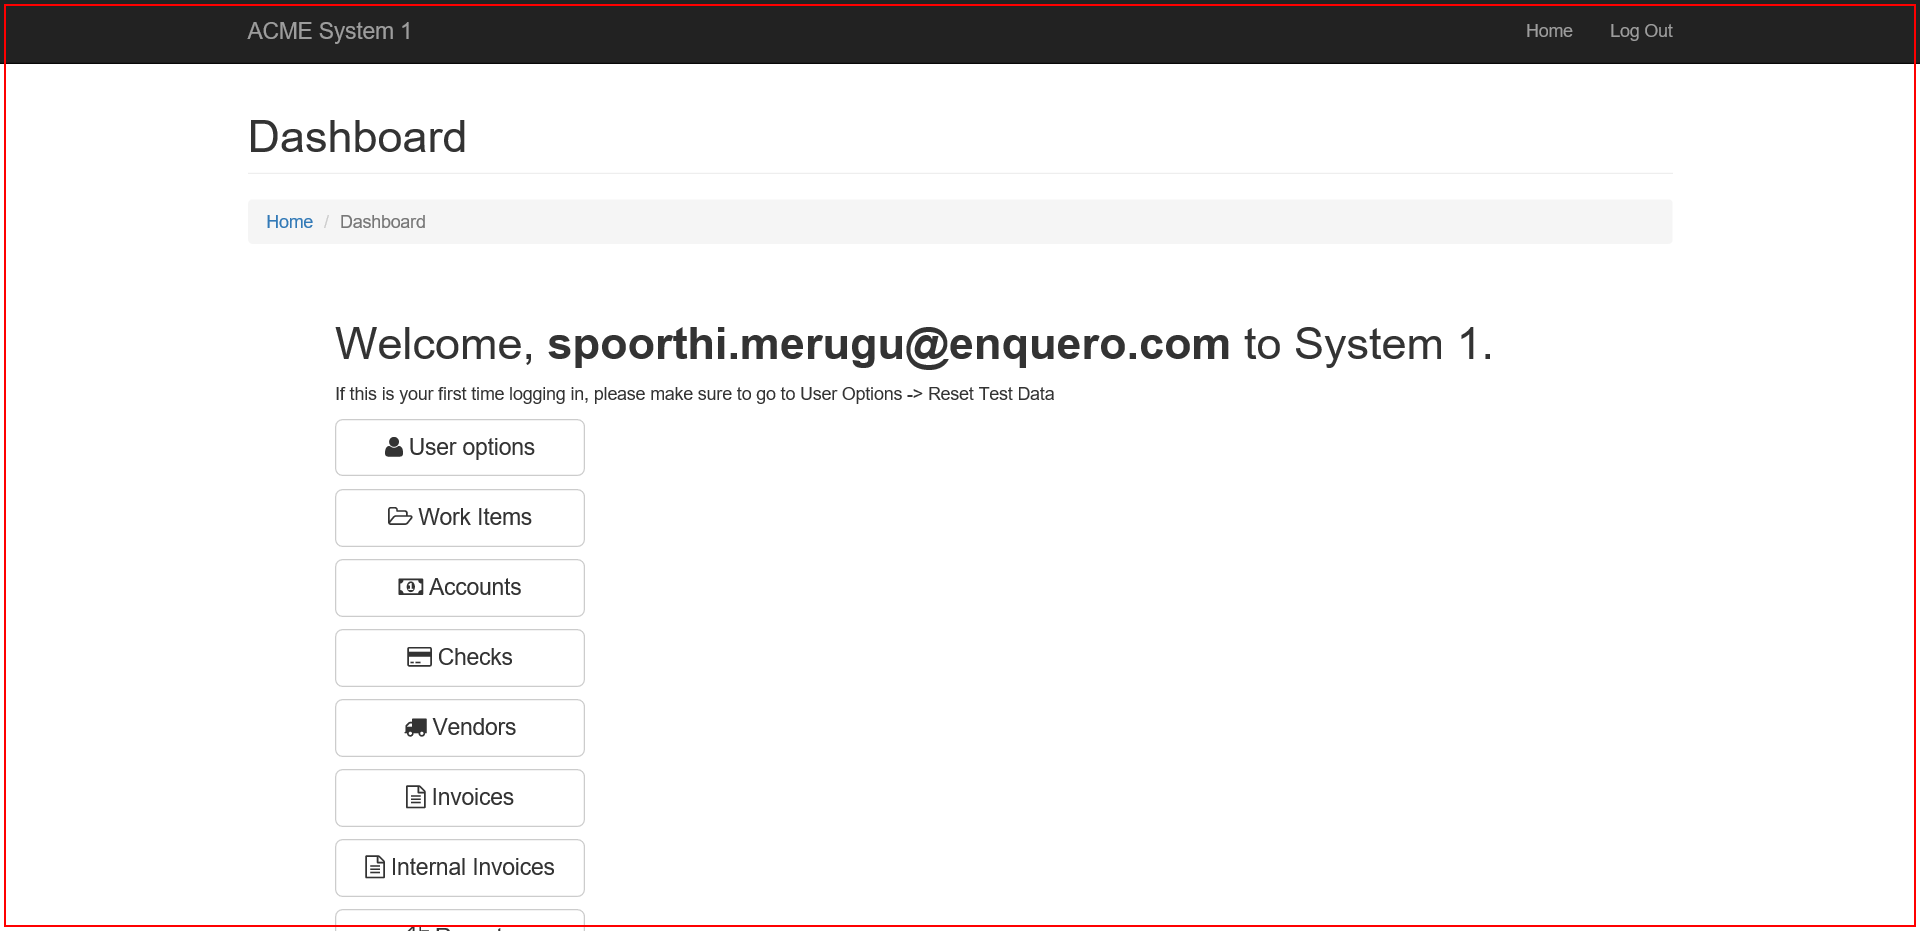 ACME System 1
Home
Log Out
Dashboard
Home / Dashboard
Welcome, spoorthi.merugu@enquero.com to System 1.
If this is your first time logging in, please make sure to go to User Options -> Reset Test Data
User options
Work Items
Accounts
Checks
Vendors
Invoices
Internal Invoices